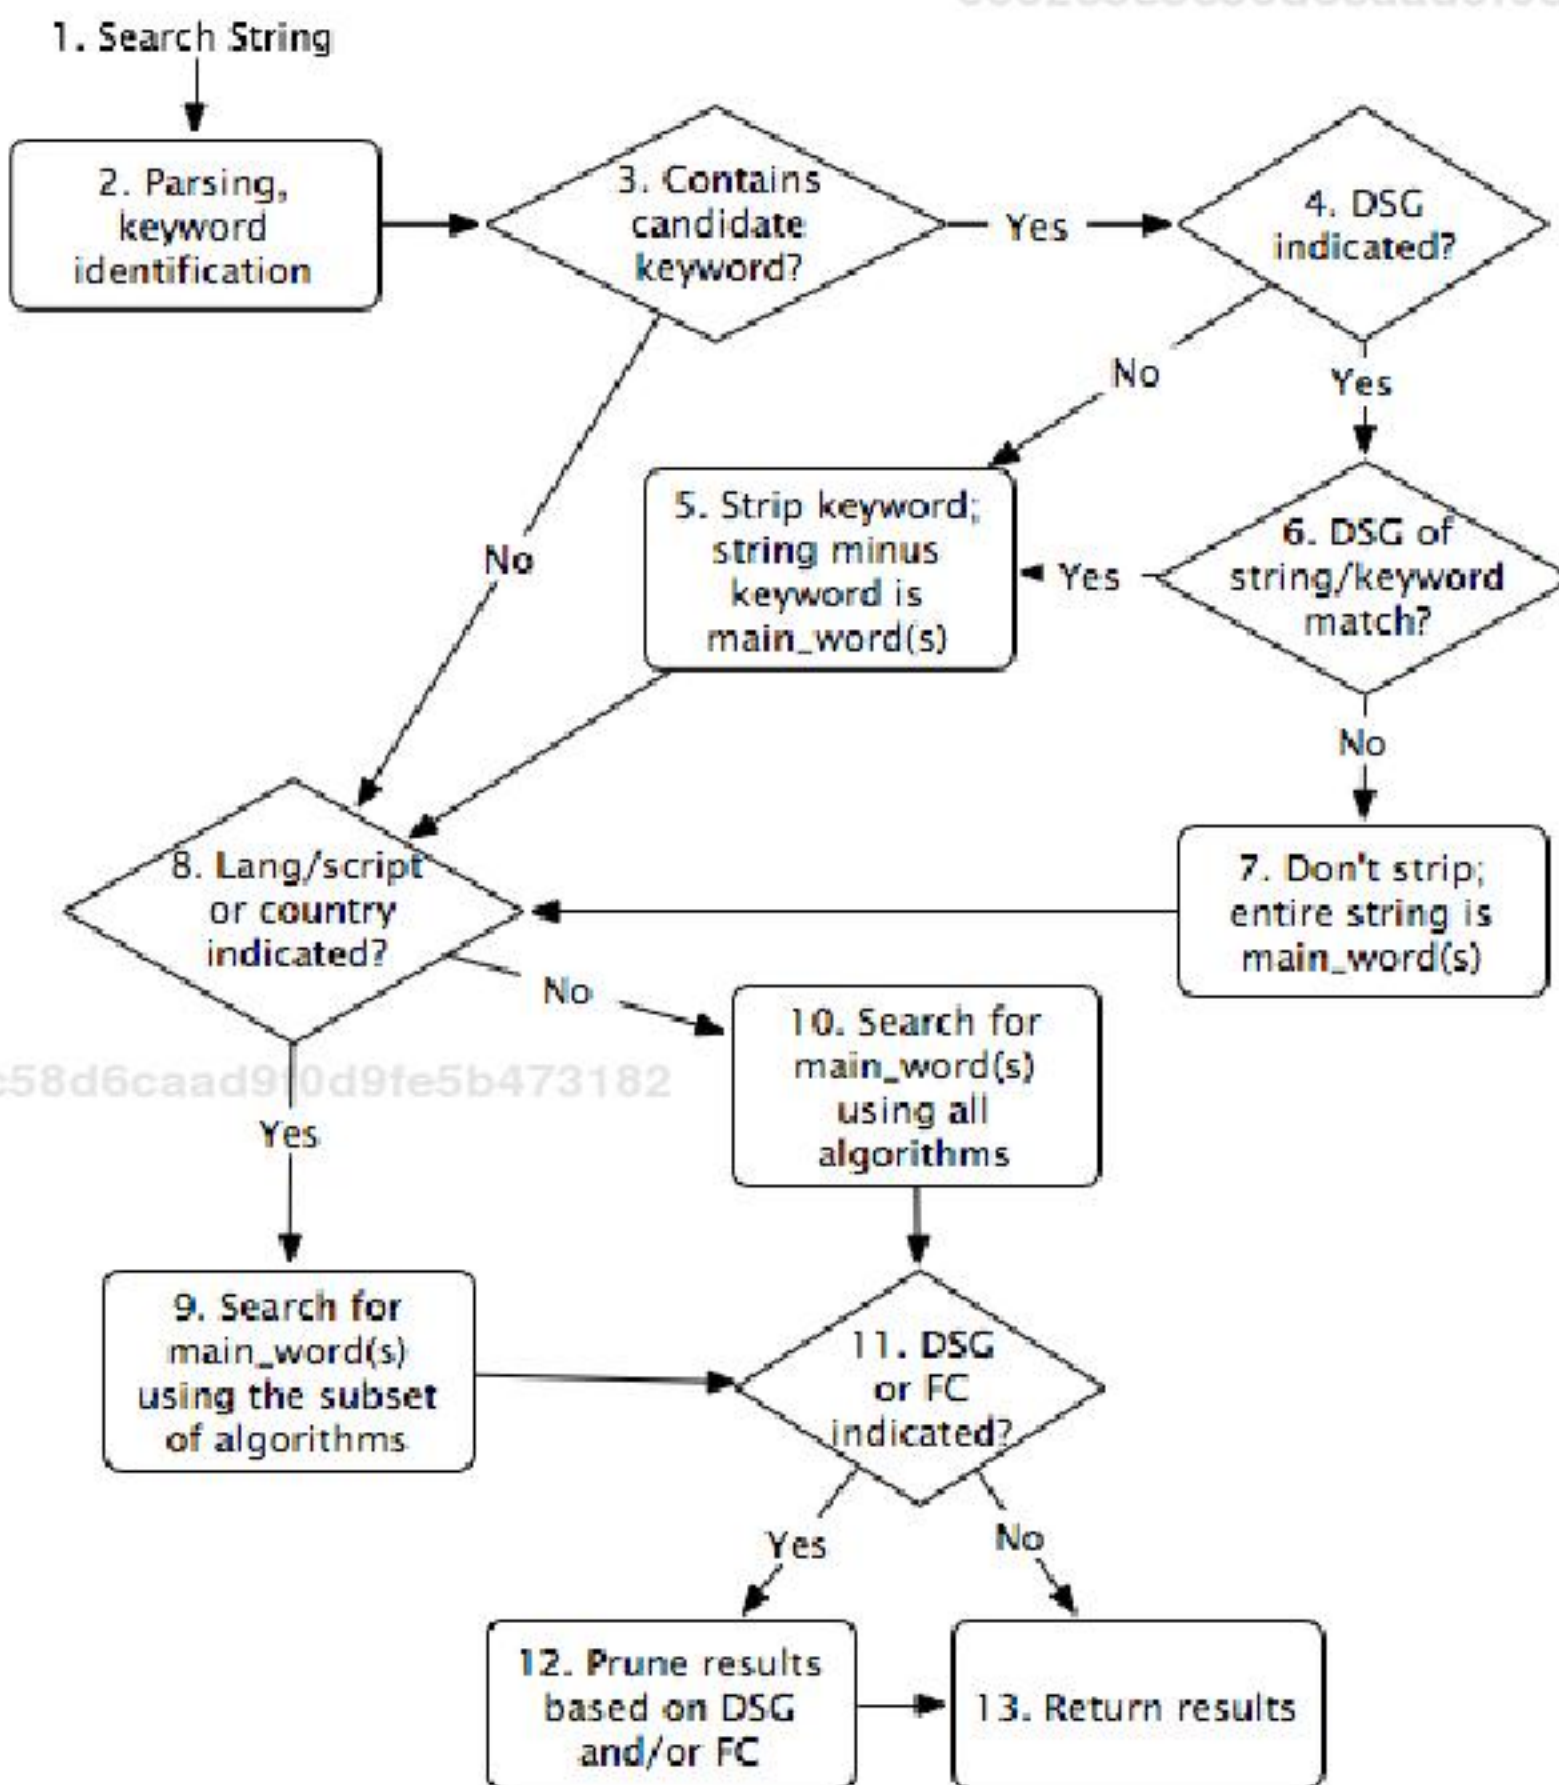 1. Search String
2. Parsing,
keyword
identification
3. Contains
candidate
keyword?
Yes
4. DSG
indicated?
No
Yes
No
5. Strip keyword;
string minus
keyword is
main_word(s)
Yes
6. DSG of
string/keyword
match?
No
7. Don't strip;
entire string is
main_word(s)
8. Lang/script
or country
indicated?
No
10. Search for
main_word(s)
using all
algorithms
c58d6caad9f0d9fe5b473182
Yes
9. Search for
main_word(s)
using the subset
of algorithms
11. DSG
or FC
indicated?
Yes
No
12. Prune results
based on DSG
and/or FC
13. Return results